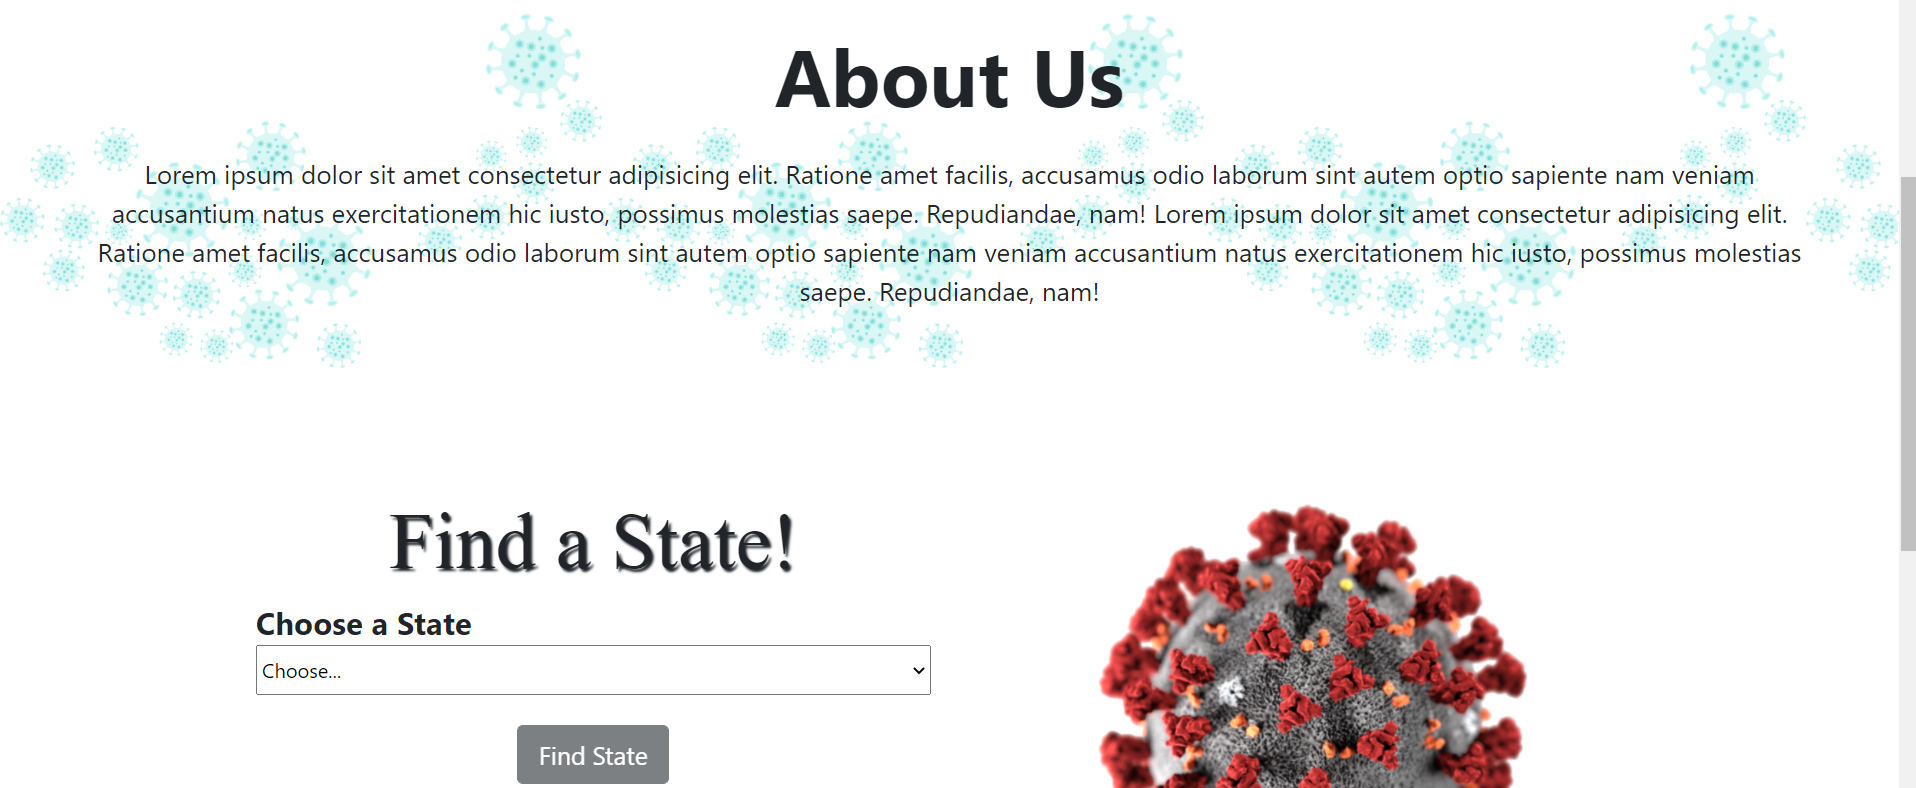 About Us
Lorem ipsum dolor sit amet consectetur adipisicing elit. Ratione amet facilis, accusamus odio laborum sint autem optio sapiente nam veniam
accusantium natus exercitationem hic iusto, possimus molestias saepe. Repudiandae, nam! Lorem ipsum dolor sit amet consectetur adipisicing elit.
Ratione amet facilis, accusamus odio laborum sint autem optio sapiente nam veniam accusantium natus exercitationem hic iusto, possimus molestias
saepe. Repudiandae, nam!
Find a State!
Choose a State
Choose...
Find State